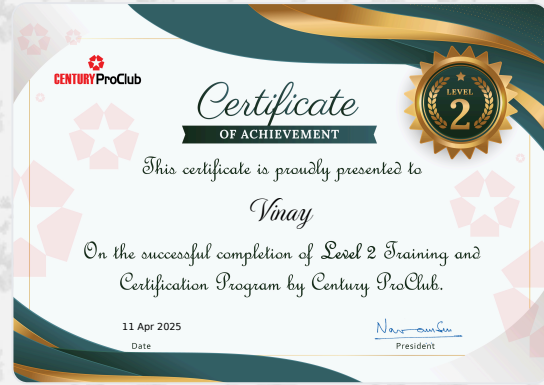 CENTURY ProClub
Certificate
OF ACHIEVEMENT
LEVEL
2
This certificate is proudly presented to
Vinay
On the successful completion of Level 2 Training and
Certification Program by Century ProClub.
11 Apr 2025
Date
President